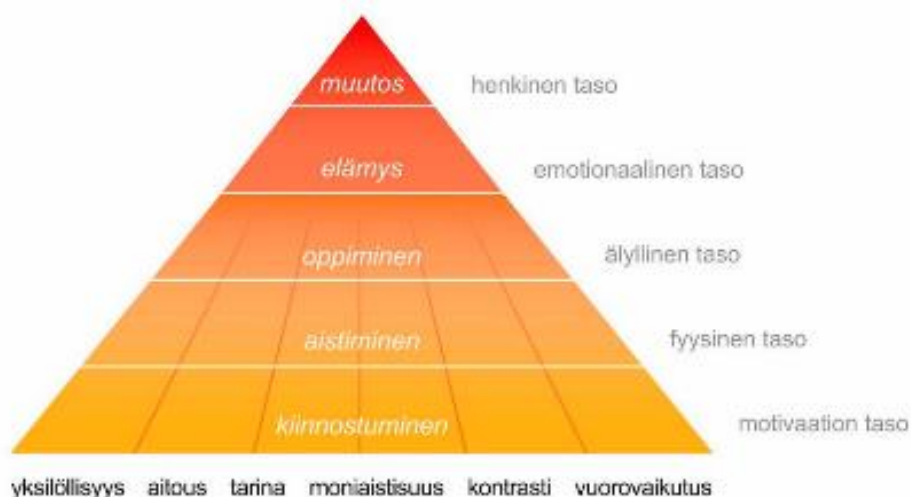 muutos henkinen taso
elämys emotionaalinen taso
oppiminen älyllinen taso
aistiminen fyysinen taso
kiinnostuminen motivaation taso
yksilöllisyys aitous tarina moniaistisuus kontrasti vuorovaikutus